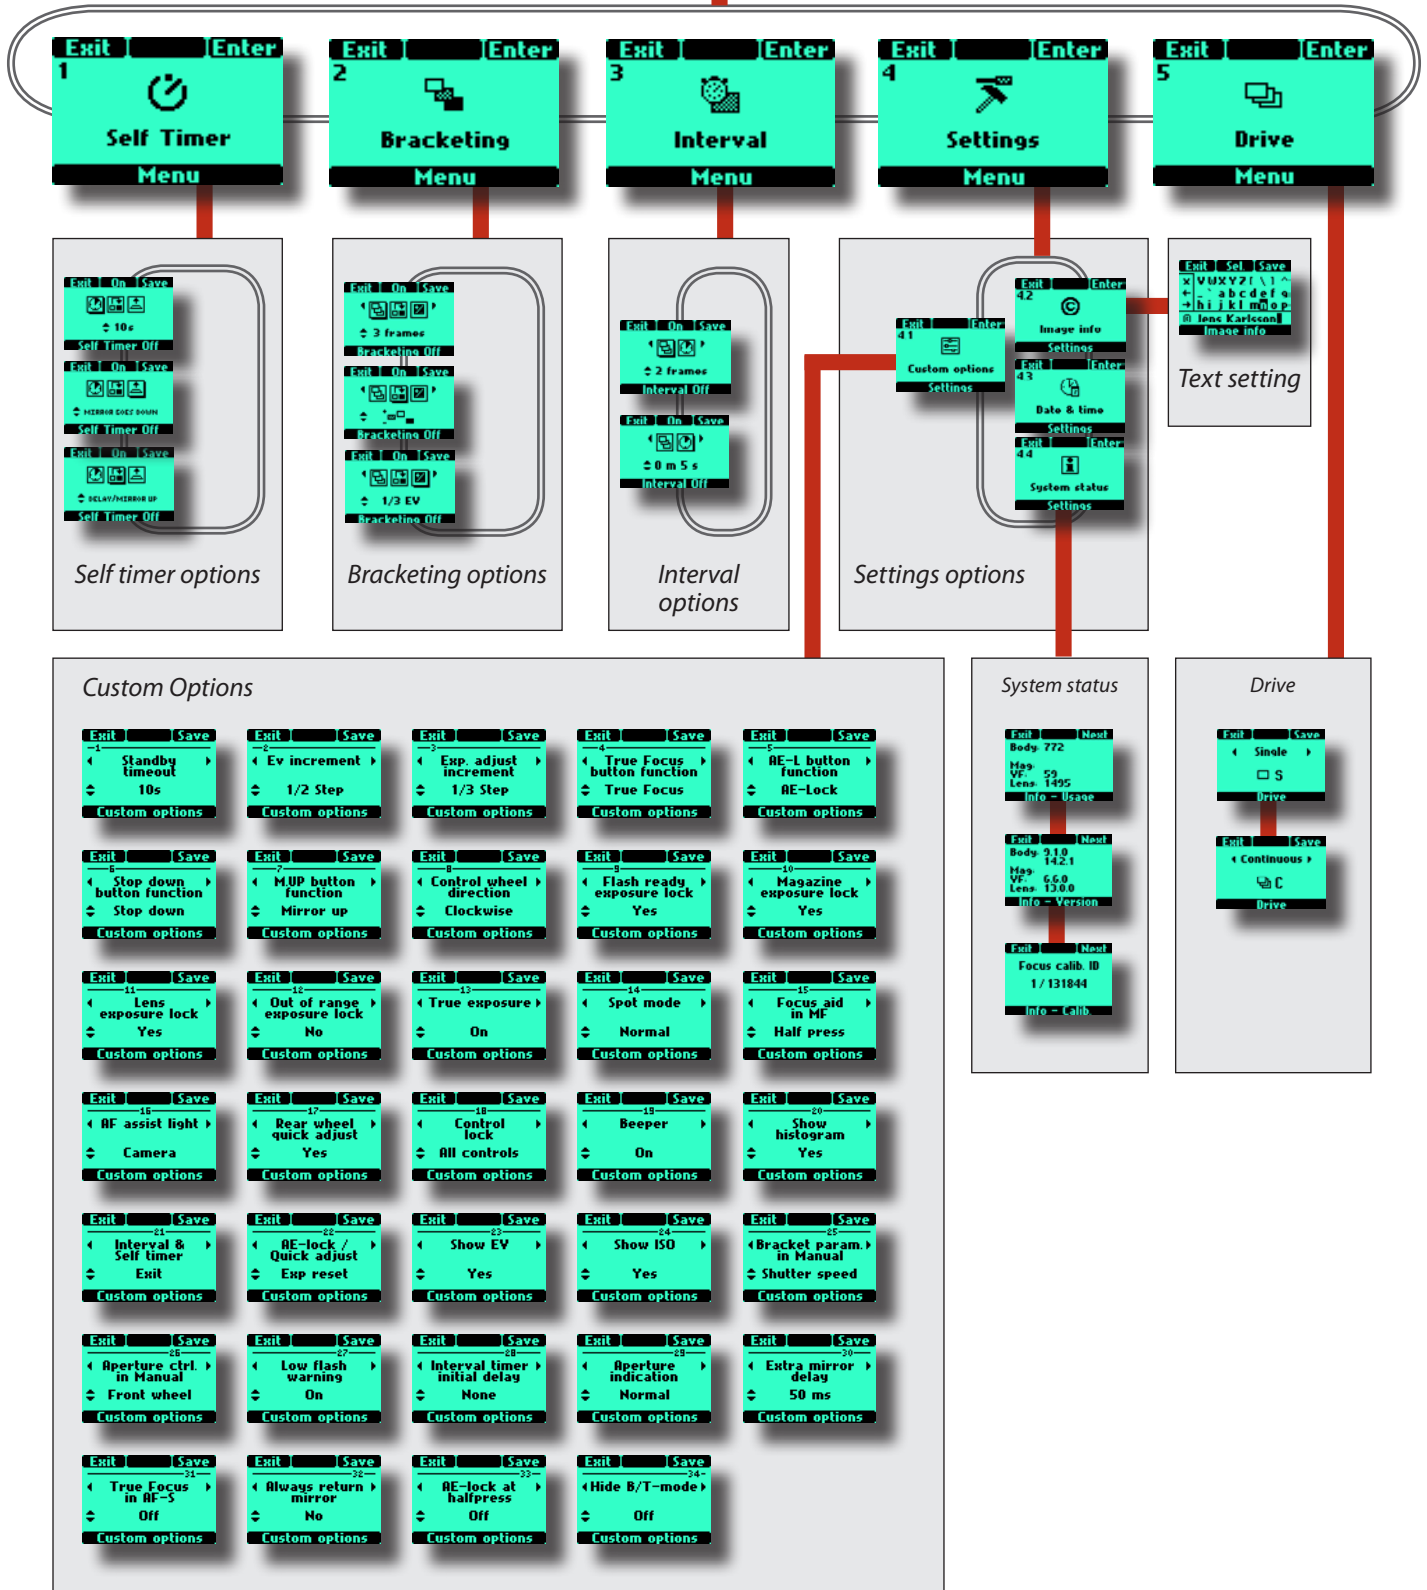 Exit Enter
1
Self Timer
Menu
Exit Enter
2
Bracketing
Menu
Exit Enter
3
Interval
Menu
Exit Enter
4
Settings
Menu
Exit Enter
5
Drive
Menu
Exit On Save
10s
Self Timer Off
Exit On Save
MIRROR GOES DOWN
Self Timer Off
Exit On Save
DELAY/MIRROR UP
Self Timer Off
Self timer options
Exit On Save
3 frames
Bracketing Off
Exit On Save
Bracketing Off
Exit On Save
1/3 EV
Bracketing Off
Bracketing options
Exit On Save
2 frames
Interval Off
Exit On Save
0 m 5 s
Interval Off
Interval
options
Exit Enter
4.1
Custom options
Settings
Exit Enter
4.2
Image info
Settings
Exit Enter
4.3
Date & time
Settings
Exit Enter
4.4
System status
Settings
Settings options
Exit Sel. Save
V W X Y Z [ \ ] ^
_ ` a b c d e f g
h i j k l m n o p
Jens Karlsson
Image info
Text setting
Custom Options
Exit Save
1
Standby
timeout
10s
Custom options
Exit Save
2
Ev increment
1/2 Step
Custom options
Exit Save
3
Exp. adjust
increment
1/3 Step
Custom options
Exit Save
4
True Focus
button function
True Focus
Custom options
Exit Save
5
AE-L button
function
AE-Lock
Custom options
Exit Save
6
Stop down
button function
Stop down
Custom options
Exit Save
7
M.UP button
function
Mirror up
Custom options
Exit Save
8
Control wheel
direction
Clockwise
Custom options
Exit Save
9
Flash ready
exposure lock
Yes
Custom options
Exit Save
10
Magazine
exposure lock
Yes
Custom options
Exit Save
11
Lens
exposure lock
Yes
Custom options
Exit Save
12
Out of range
exposure lock
No
Custom options
Exit Save
13
True exposure
On
Custom options
Exit Save
14
Spot mode
Normal
Custom options
Exit Save
15
Focus aid
in MF
Half press
Custom options
Exit Save
16
AF assist light
Camera
Custom options
Exit Save
17
Rear wheel
quick adjust
Yes
Custom options
Exit Save
18
Control
lock
All controls
Custom options
Exit Save
19
Beeper
On
Custom options
Exit Save
20
Show
histogram
Yes
Custom options
Exit Save
21
Interval &
Self timer
Exit
Custom options
Exit Save
22
AE-lock /
Quick adjust
Exp reset
Custom options
Exit Save
23
Show EV
Yes
Custom options
Exit Save
24
Show ISO
Yes
Custom options
Exit Save
25
Bracket param.
in Manual
Shutter speed
Custom options
Exit Save
26
Aperture ctrl.
in Manual
Front wheel
Custom options
Exit Save
27
Low flash
warning
On
Custom options
Exit Save
28
Interval timer
initial delay
None
Custom options
Exit Save
29
Aperture
indication
Normal
Custom options
Exit Save
30
Extra mirror
delay
50 ms
Custom options
Exit Save
31
True Focus
in AF-S
Off
Custom options
Exit Save
32
Always return
mirror
No
Custom options
Exit Save
33
AE-lock at
halfpress
Off
Custom options
Exit Save
34
Hide B/T-mode
Off
Custom options
System status
Exit Next
Body: 772
Mag:
VF: 59
Lens: 1495
Info - Usage
Exit Next
Body: 9.1.0
14.2.1
Mag:
VF: 6.6.0
Lens: 13.0.0
Info - Version
Exit Next
Focus calib. ID
1 / 131844
Info - Calib.
Drive
Exit Save
Single
S
Drive
Exit Save
Continuous
C
Drive